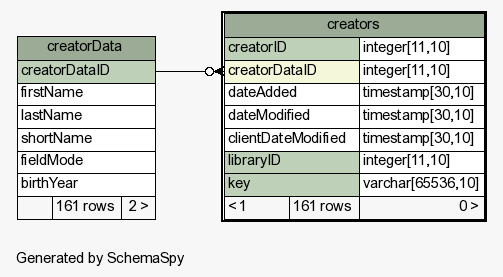 creatorData
creatorDataID
firstName
lastName
shortName
fieldMode
birthYear
161 rows 2 >
creators
creatorID integer[11,10]
creatorDataID integer[11,10]
dateAdded timestamp[30,10]
dateModified timestamp[30,10]
clientDateModified timestamp[30,10]
libraryID integer[11,10]
key varchar[65536,10]
< 1 161 rows 0 >
Generated by SchemaSpy